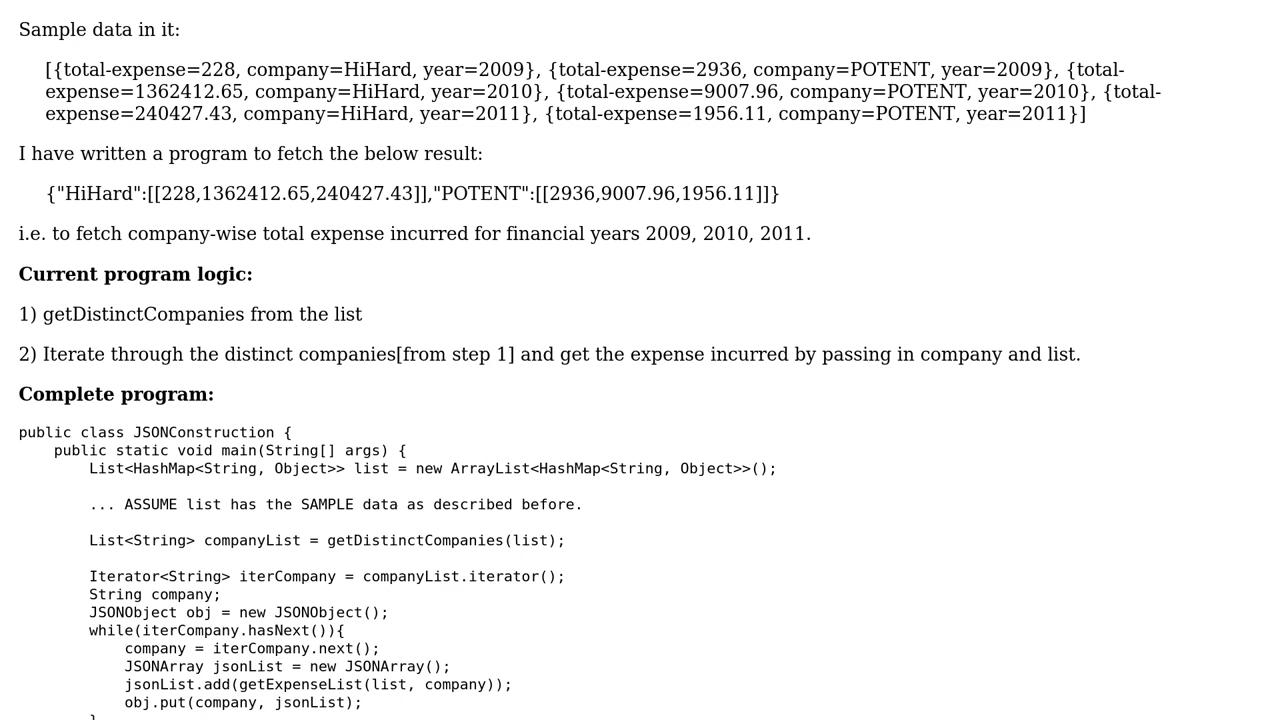 Sample data in it:
[{total-expense=228, company=HiHard, year=2009}, {total-expense=2936, company=POTENT, year=2009}, {total-
expense=1362412.65, company=HiHard, year=2010}, {total-expense=9007.96, company=POTENT, year=2010}, {total-
expense=240427.43, company=HiHard, year=2011}, {total-expense=1956.11, company=POTENT, year=2011}]
I have written a program to fetch the below result:
{"HiHard":[[228,1362412.65,240427.43]],"POTENT":[[2936,9007.96,1956.11]]}
i.e. to fetch company-wise total expense incurred for financial years 2009, 2010, 2011.
Current program logic:
1) getDistinctCompanies from the list
2) Iterate through the distinct companies[from step 1] and get the expense incurred by passing in company and list.
Complete program:
public class JSONConstruction {
    public static void main(String[] args) {
        List<HashMap<String, Object>> list = new ArrayList<HashMap<String, Object>>();
        ... ASSUME list has the SAMPLE data as described before.
        List<String> companyList = getDistinctCompanies(list);
        Iterator<String> iterCompany = companyList.iterator();
        String company;
        JSONObject obj = new JSONObject();
        while(iterCompany.hasNext()){
            company = iterCompany.next();
            JSONArray jsonList = new JSONArray();
            jsonList.add(getExpenseList(list, company));
            obj.put(company, jsonList);
        }